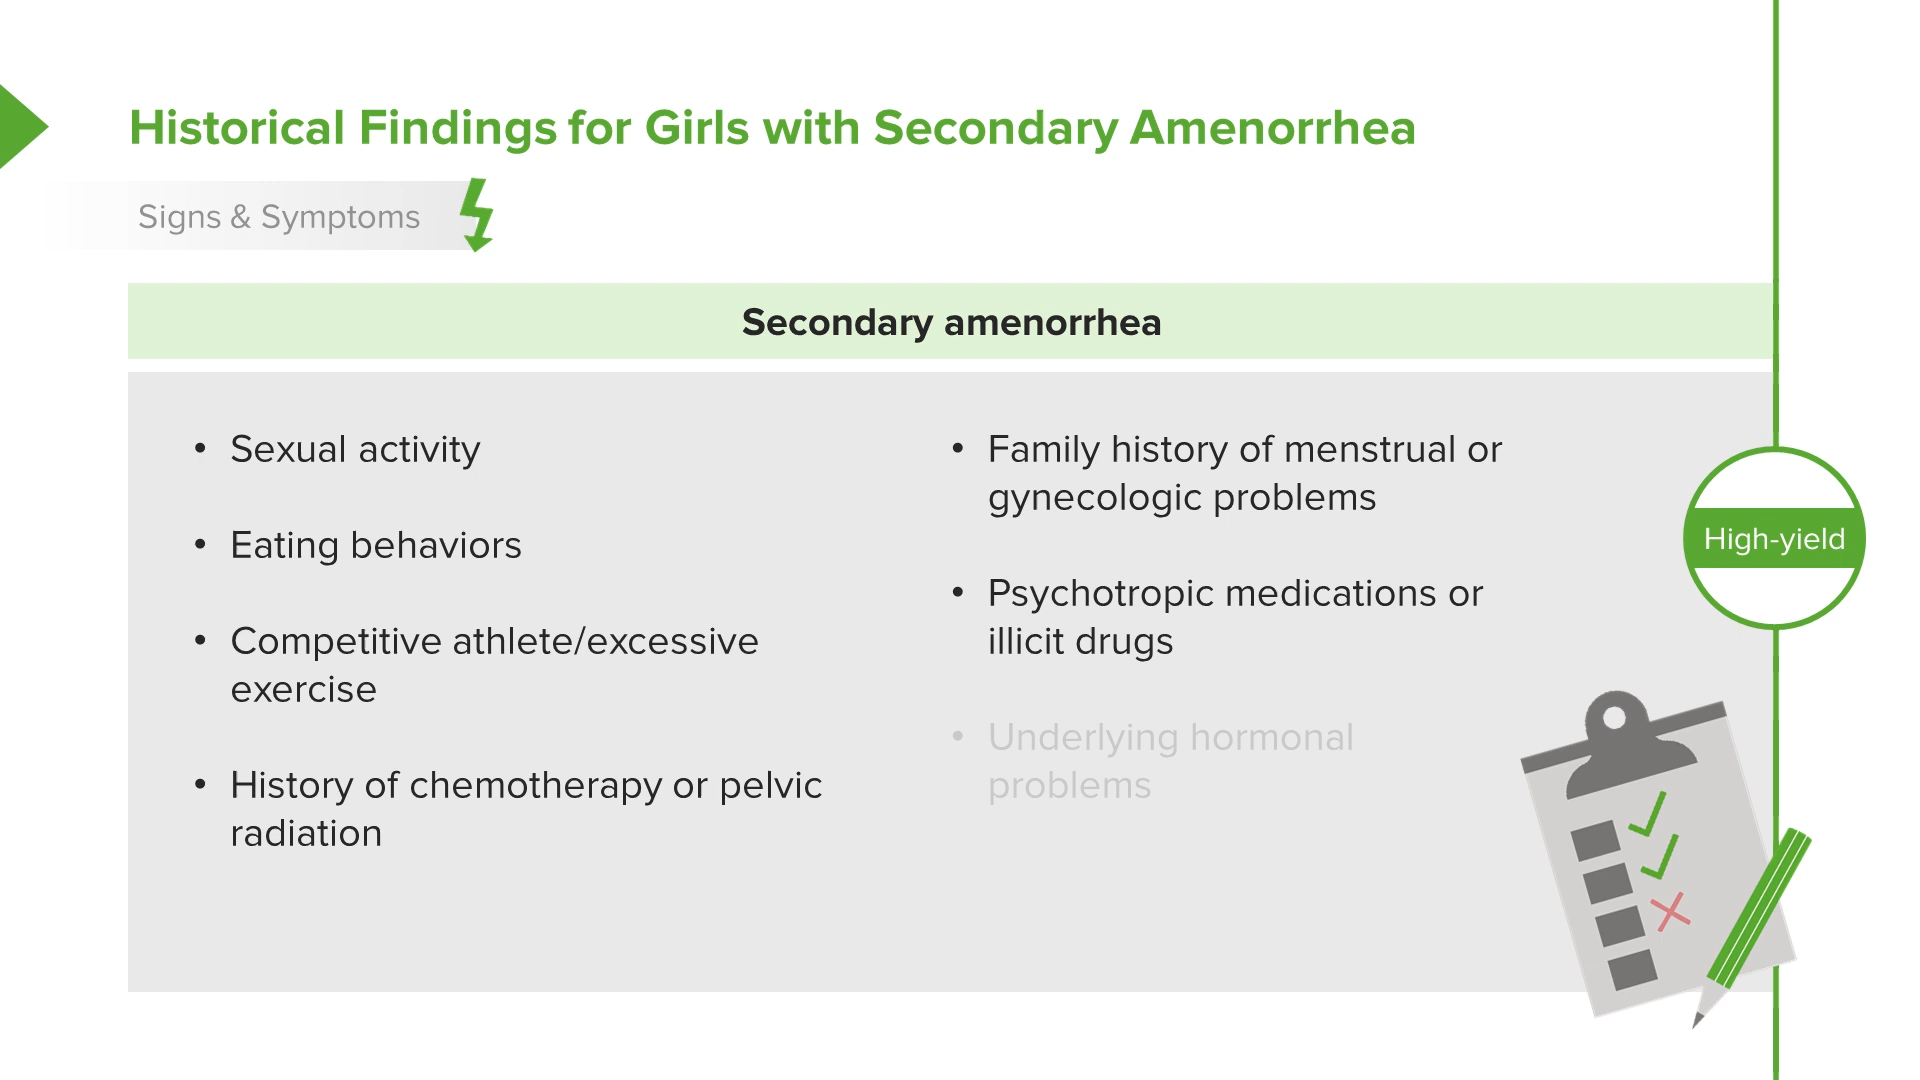 Historical Findings for Girls with Secondary Amenorrhea
Signs & Symptoms
Secondary amenorrhea
• Sexual activity
• Eating behaviors
• Competitive athlete/excessive
exercise
• History of chemotherapy or pelvic
radiation
• Family history of menstrual or
gynecologic problems
• Psychotropic medications or
illicit drugs
• Underlying hormonal
problems
High-yield